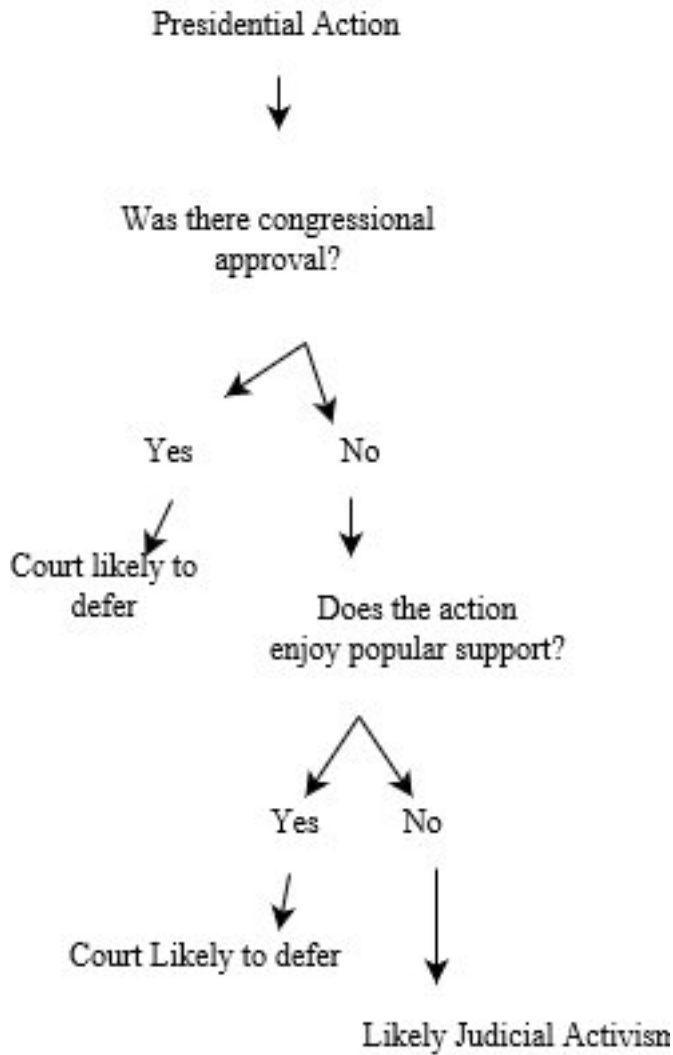 Presidential Action
Was there congressional
approval?
Yes
No
Court likely to
defer
Does the action
enjoy popular support?
Yes
No
Court Likely to defer
Likely Judicial Activism